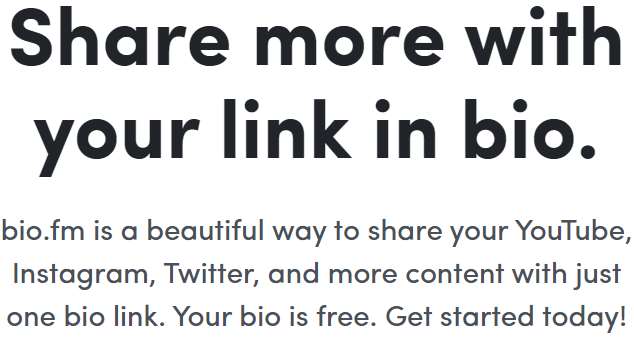 Share more with
your link in bio.
bio.fm is a beautiful way to share your YouTube,
Instagram, Twitter, and more content with just
one bio link. Your bio is free. Get started today!